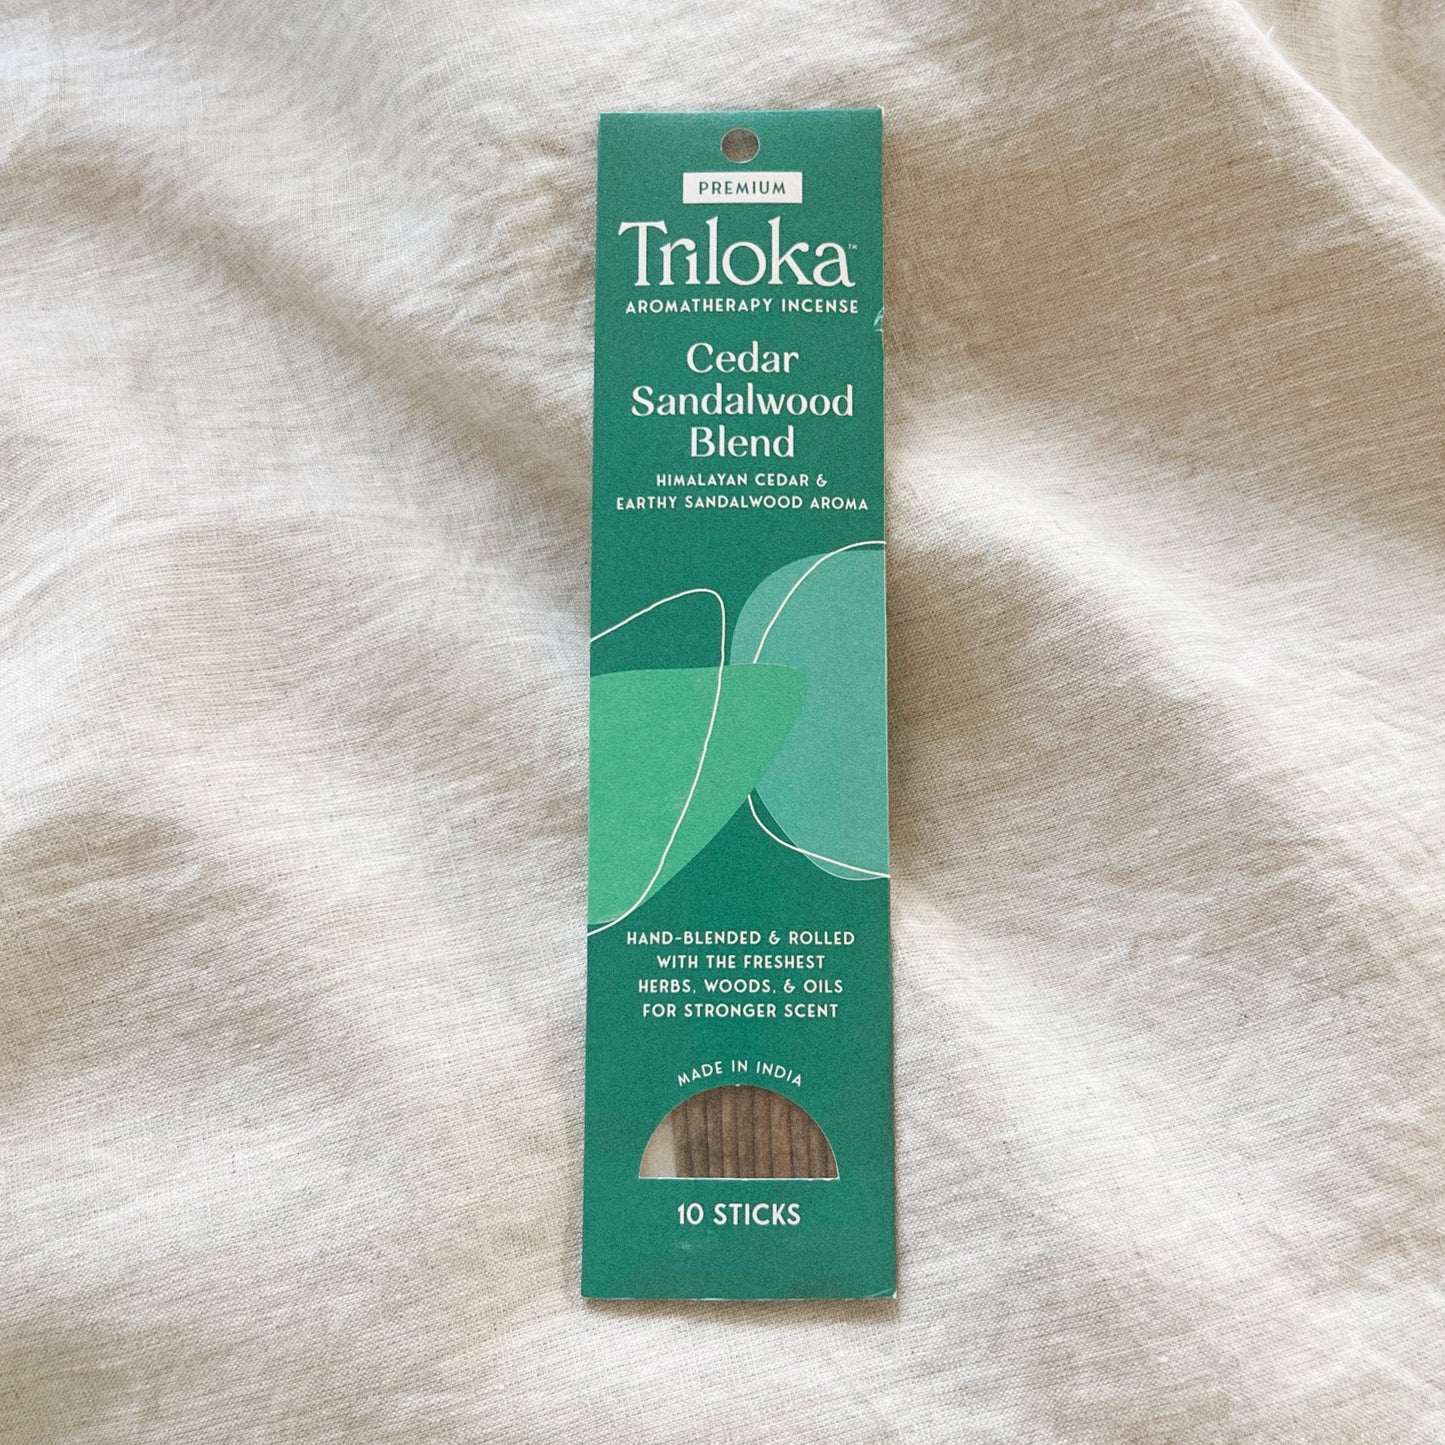 PREMIUM
Triloka™
AROMATHERAPY INCENSE
Cedar
Sandalwood
Blend
HIMALAYAN CEDAR &
EARTHY SANDALWOOD AROMA
HAND-BLENDED & ROLLED
WITH THE FRESHEST
HERBS, WOODS, & OILS
FOR STRONGER SCENT
MADE IN INDIA
10 STICKS